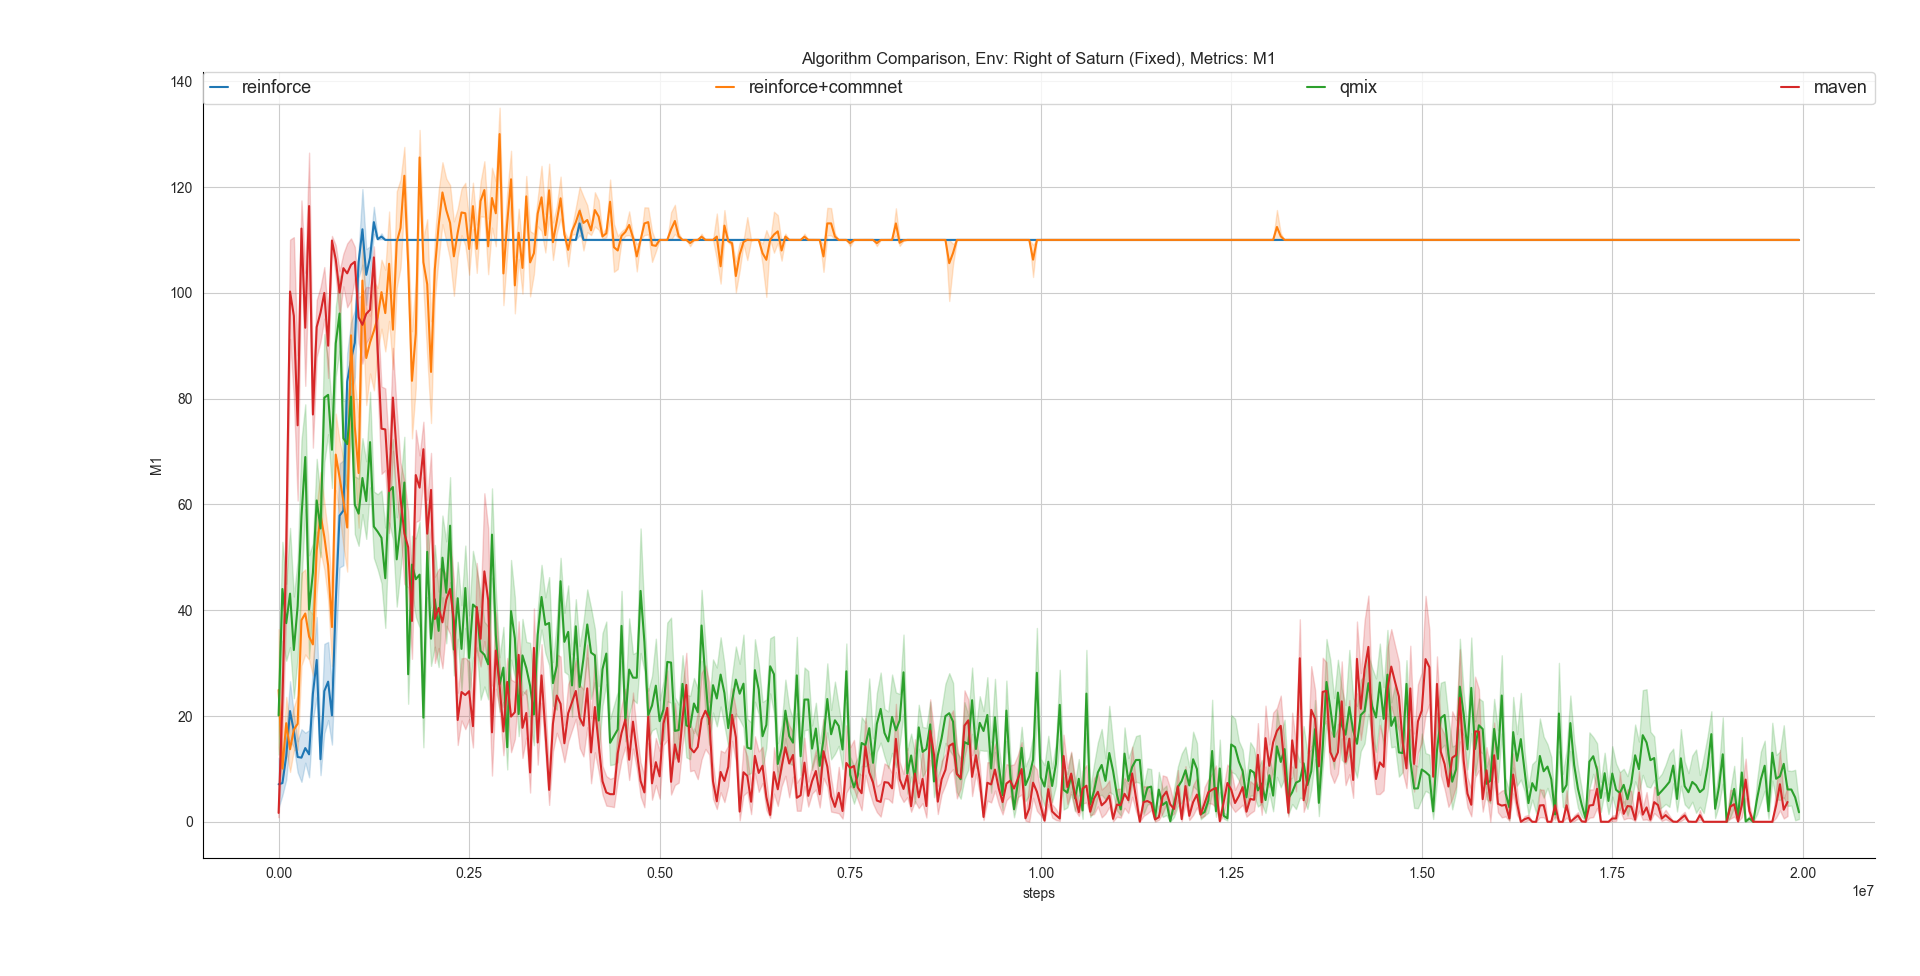 Algorithm Comparison, Env: Right of Saturn (Fixed), Metrics: M1
reinforce reinforce+commnet qmix maven
140
120
100
80
60
40
20
0
M1
0.00 0.25 0.50 0.75 1.00 1.25 1.50 1.75 2.00
steps
1e7